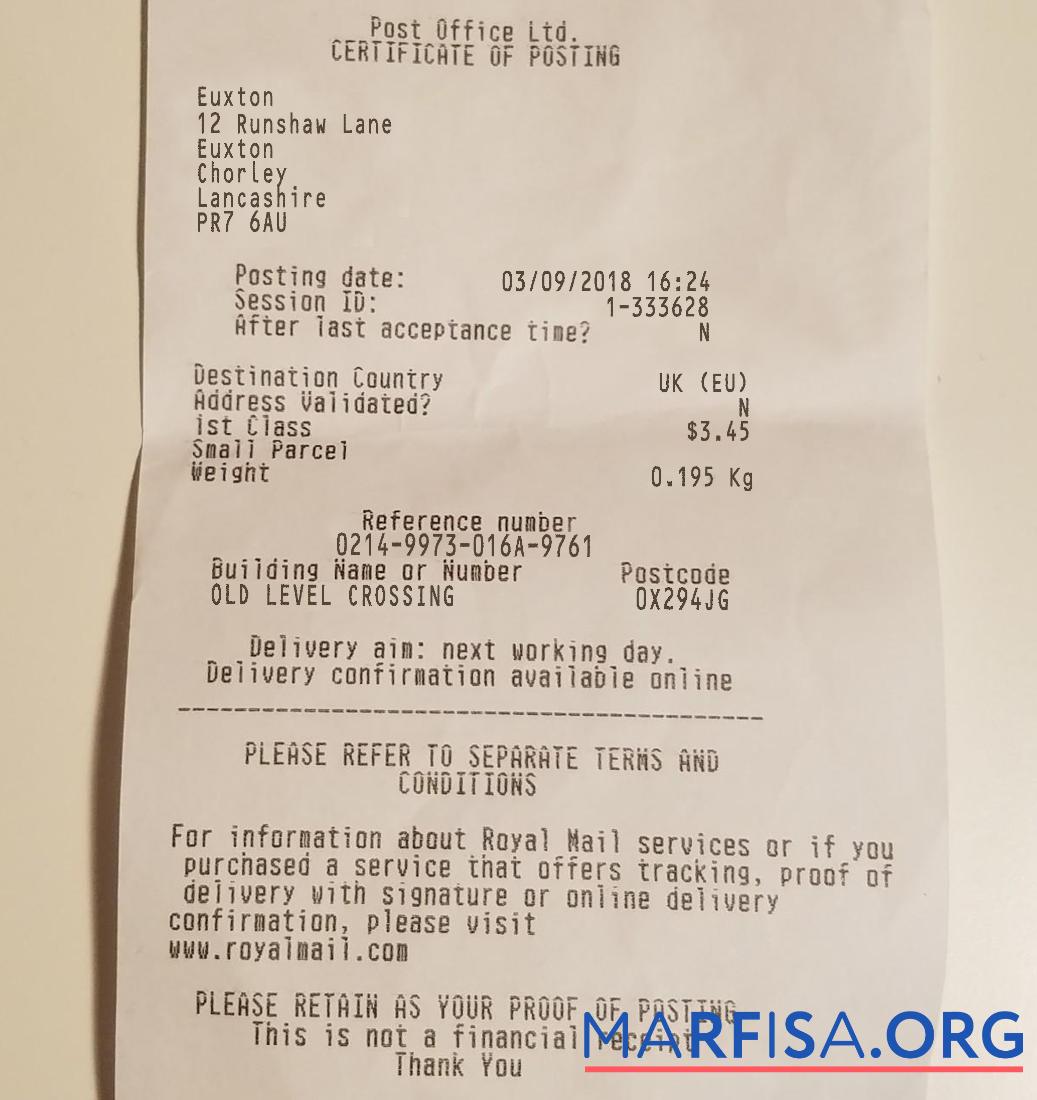 Post Office Ltd.
CERTIFICATE OF POSTING
Euxton
12 Runshaw Lane
Euxton
Chorley
Lancashire
PR7 6AU
Posting date: 03/09/2018 16:24
Session ID: 1-333628
After last acceptance time? N
Destination Country UK (EU)
Address Validated? N
1st Class $3.45
Small Parcel
Weight 0.195 Kg
Reference number
0214-9973-016A-9761
Building Name or Number Postcode
OLD LEVEL CROSSING OX294JG
Delivery aim: next working day.
Delivery confirmation available online
PLEASE REFER TO SEPARATE TERMS AND
CONDITIONS
For information about Royal Mail services or if you
purchased a service that offers tracking, proof of
delivery with signature or online delivery
confirmation, please visit
www.royalmail.com
PLEASE RETAIN AS YOUR PROOF OF POSTING
This is not a financial receipt
Thank You
MARFISA.ORG